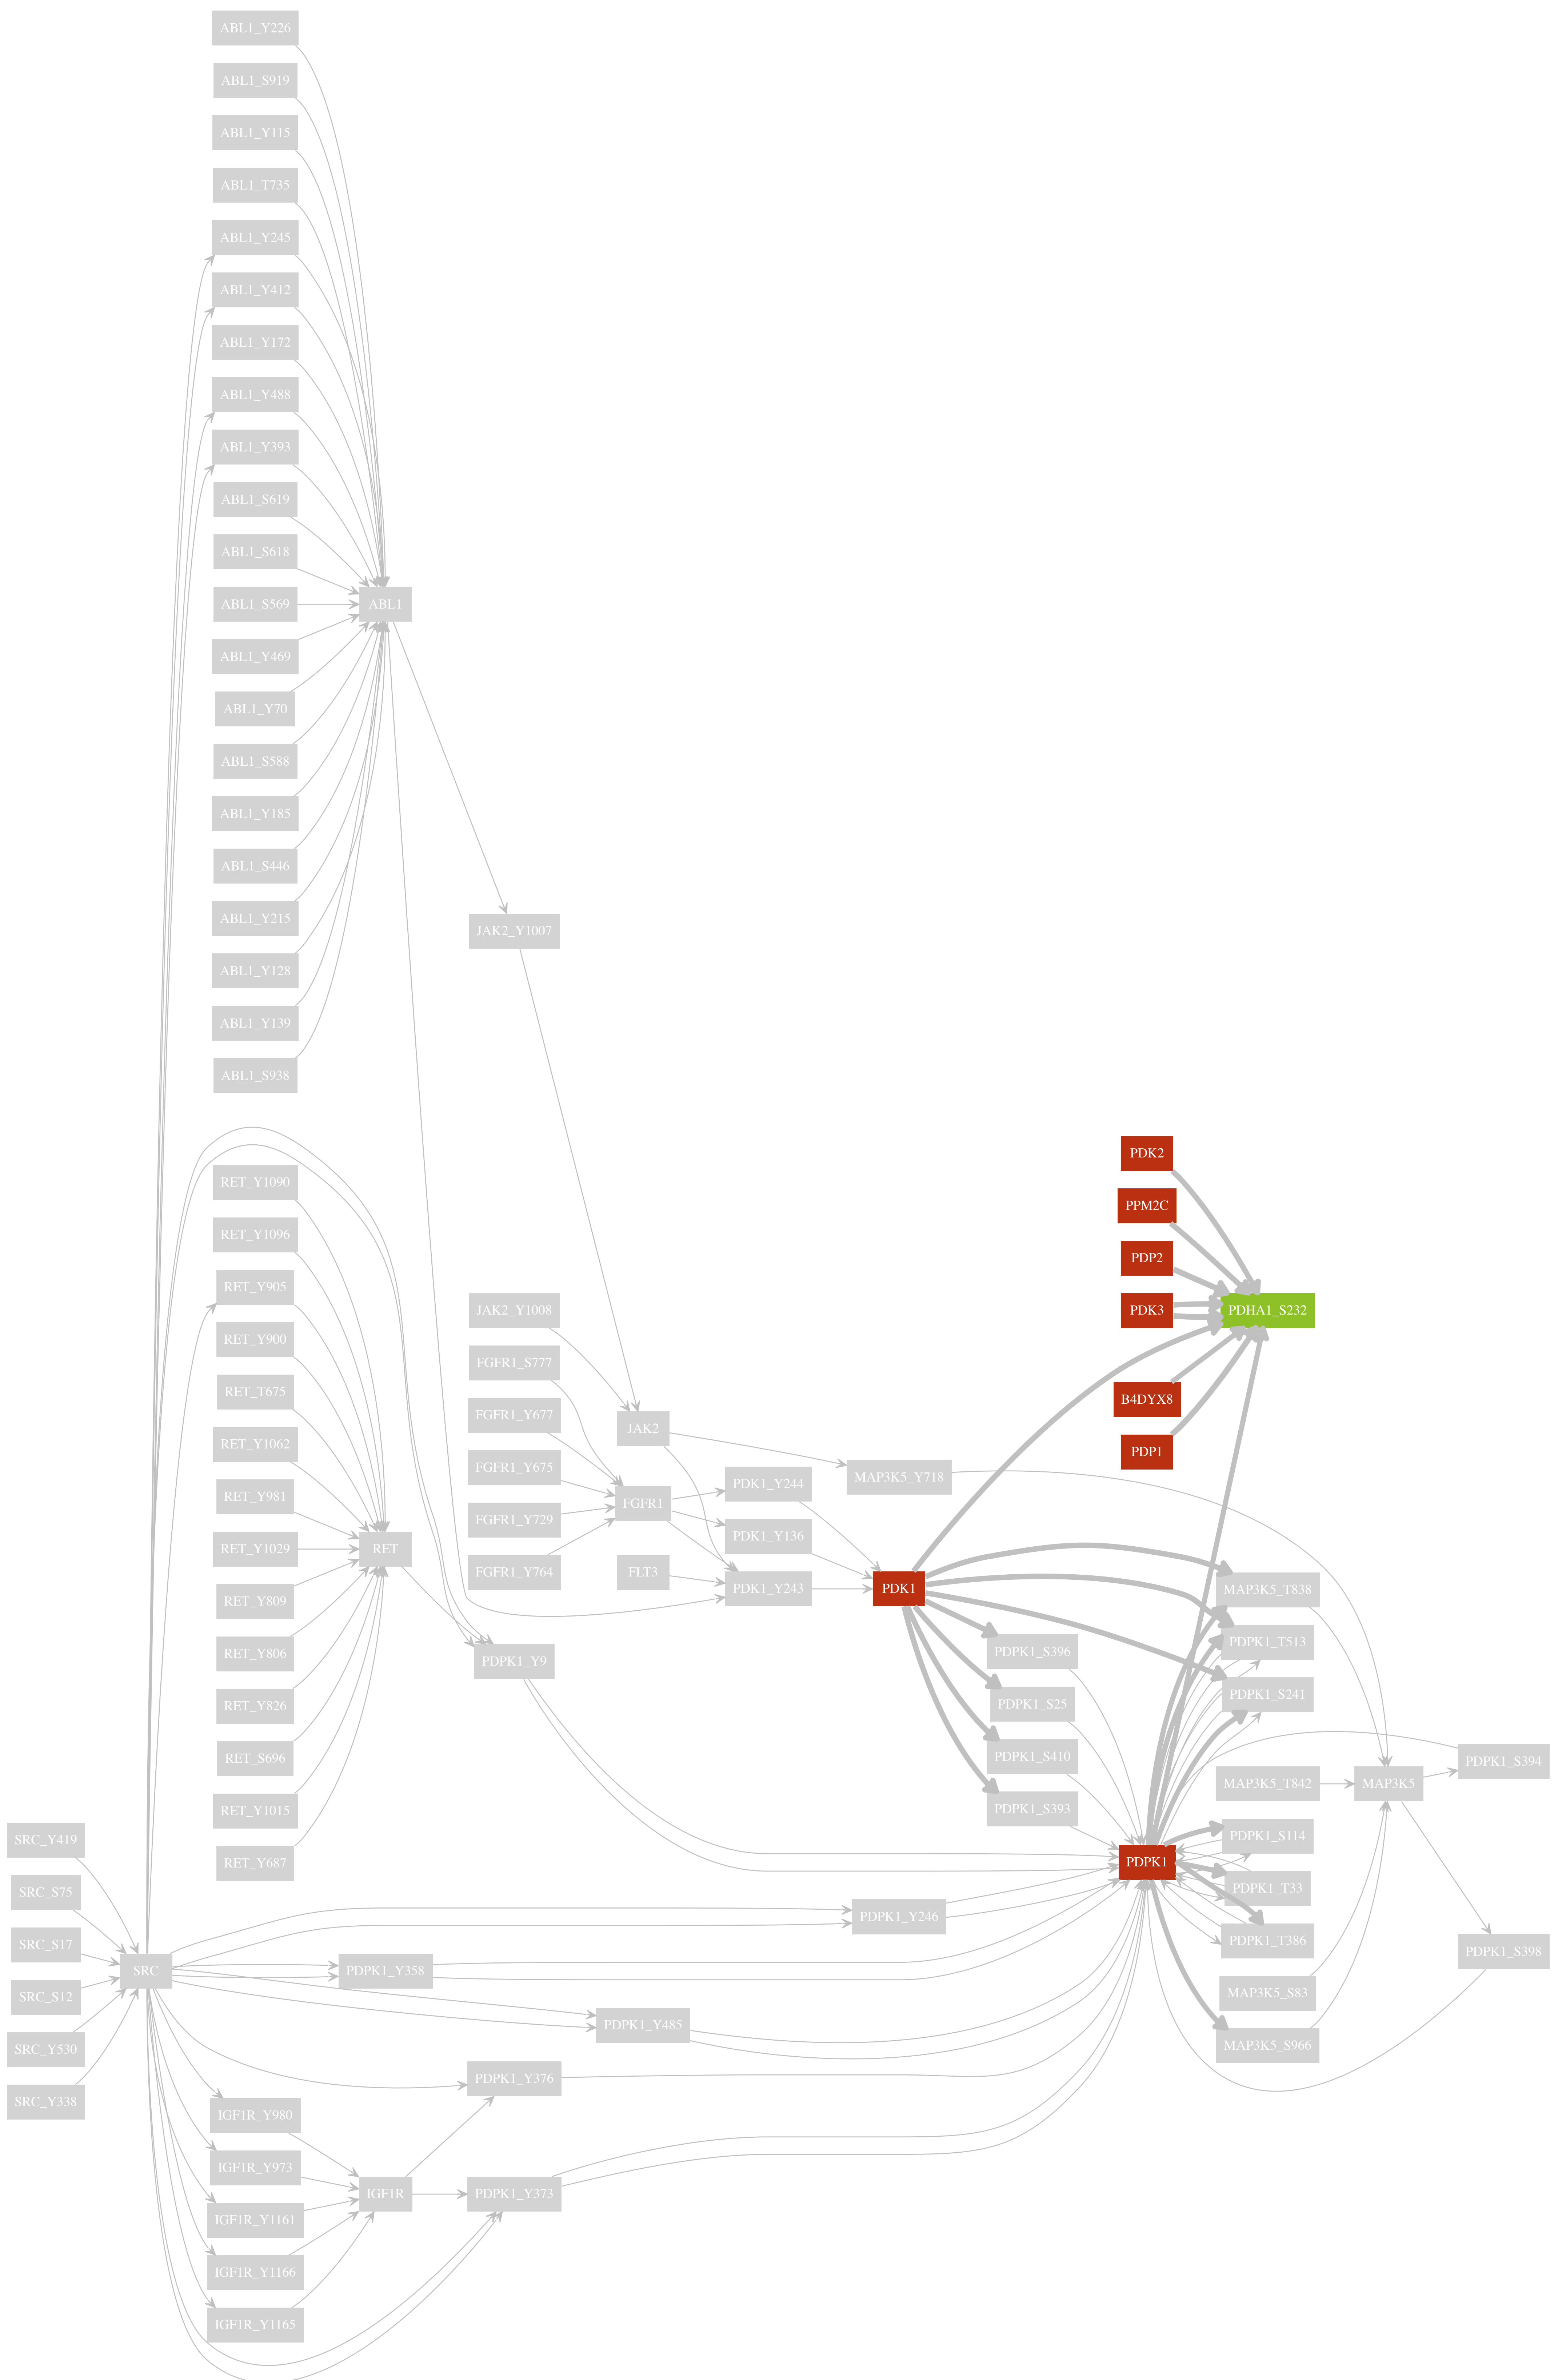 ABL1_Y226
ABL1_S919
ABL1_Y115
ABL1_T735
ABL1_Y245
ABL1_Y412
ABL1_Y172
ABL1_Y488
ABL1_Y393
ABL1_S619
ABL1_S618
ABL1_S569
ABL1
ABL1_Y469
ABL1_Y70
ABL1_S588
ABL1_Y185
ABL1_S446
ABL1_Y215
JAK2_Y1007
ABL1_Y128
ABL1_Y139
ABL1_S938
PDK2
RET_Y1090
PPM2C
RET_Y1096
PDP2
RET_Y905
JAK2_Y1008
PDK3
PDHA1_S232
RET_Y900
FGFR1_S777
RET_T675
B4DYX8
FGFR1_Y677
JAK2
RET_Y1062
PDP1
FGFR1_Y675
MAP3K5_Y718
PDK1_Y244
RET_Y981
FGFR1
FGFR1_Y729
PDK1_Y136
RET_Y1029
RET
FGFR1_Y764
FLT3
PDK1_Y243
PDK1
MAP3K5_T838
RET_Y809
PDPK1_T513
PDPK1_S396
RET_Y806
PDPK1_Y9
PDPK1_S241
PDPK1_S25
RET_Y826
PDPK1_S410
RET_S696
PDPK1_S394
MAP3K5_T842
MAP3K5
PDPK1_S393
RET_Y1015
PDPK1_S114
SRC_Y419
PDPK1
RET_Y687
PDPK1_T33
SRC_S75
PDPK1_Y246
PDPK1_T386
SRC_S17
PDPK1_S398
SRC
PDPK1_Y358
MAP3K5_S83
SRC_S12
PDPK1_Y485
MAP3K5_S966
SRC_Y530
PDPK1_Y376
SRC_Y338
IGF1R_Y980
IGF1R_Y973
IGF1R
PDPK1_Y373
IGF1R_Y1161
IGF1R_Y1166
IGF1R_Y1165